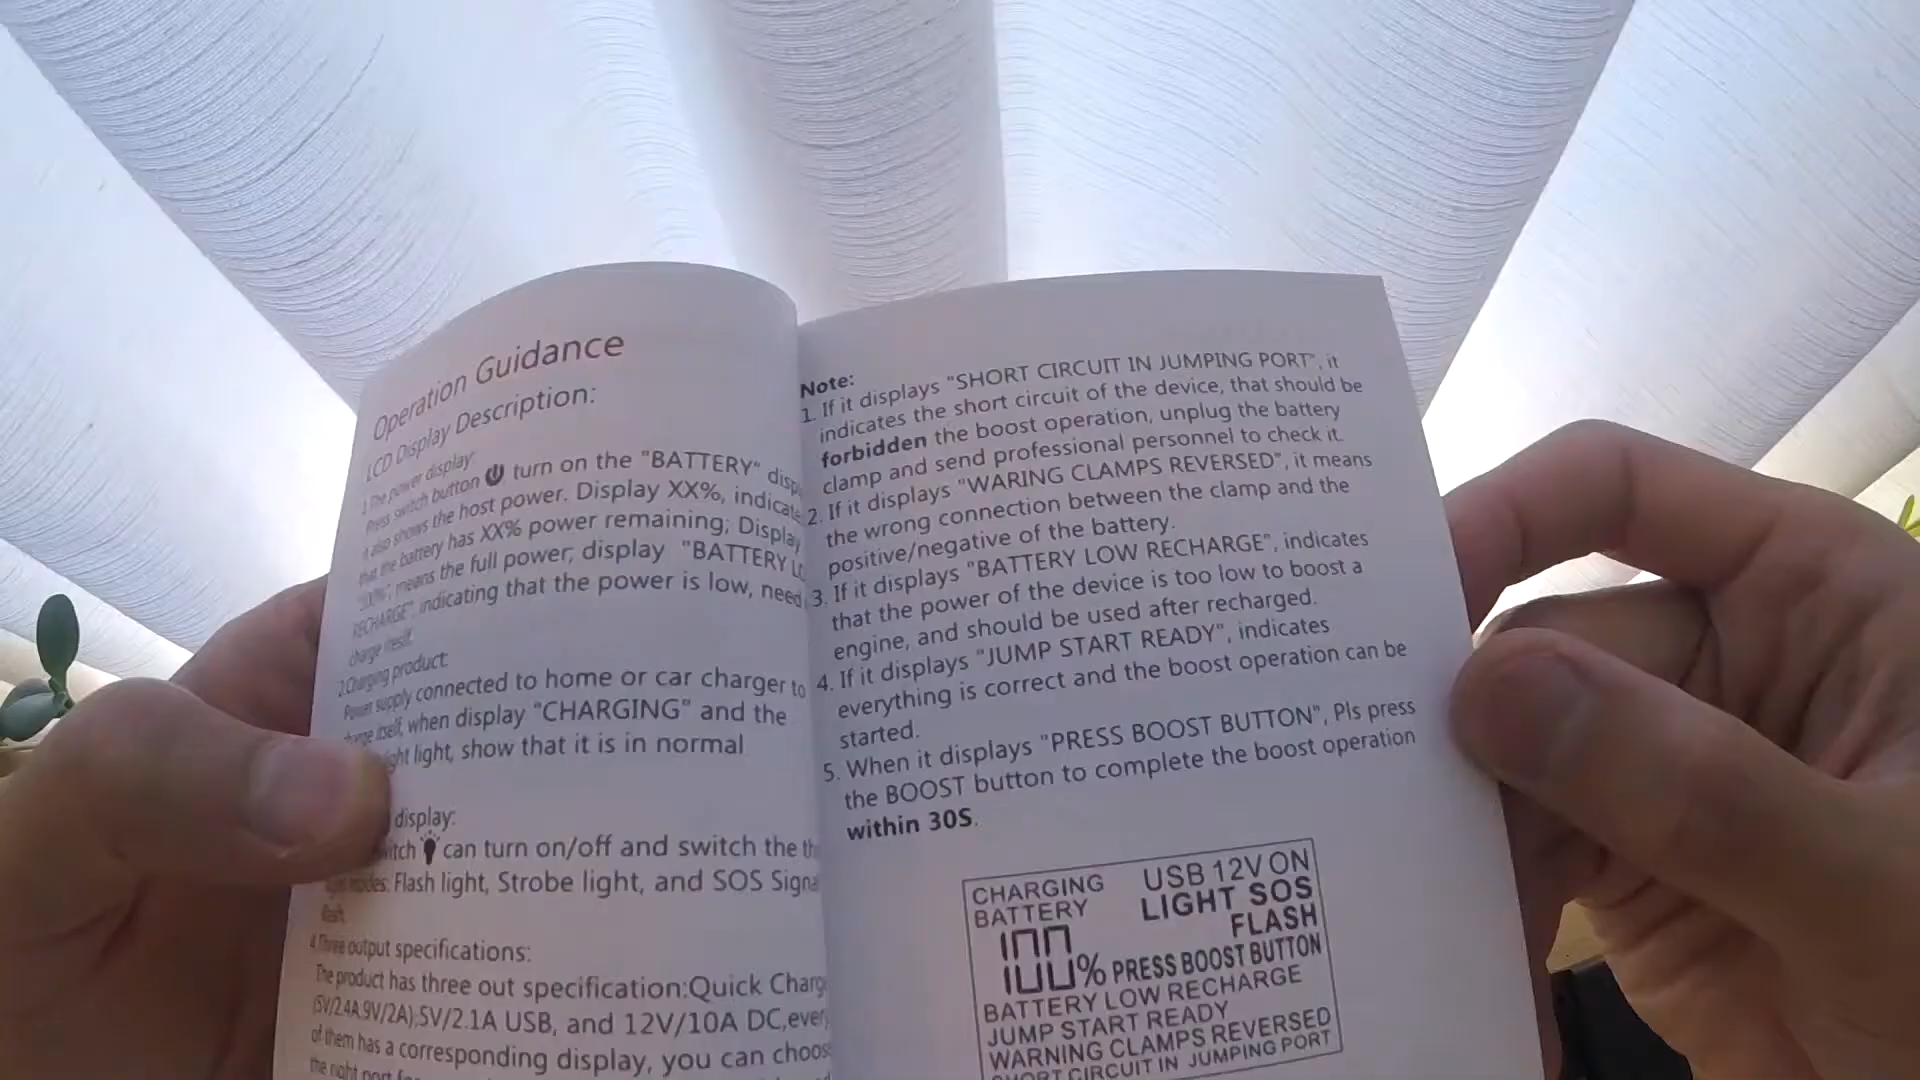 Operation Guidance
LCD Display Description:
1.The power display:
Press switch button turn on the "BATTERY" disp
it also shows the host power. Display XX%, indicate
that the battery has XX% power remaining; Display
means the full power; display "BATTERY LO
RECHARGE", indicating that the power is low, need
charge itself.
2.Charging product:
Power supply connected to home or car charger to
charge itself, when display "CHARGING" and the
light, show that it is in normal
display:
can turn on/off and switch the th
modes: Flash light, Strobe light, and SOS Signa
flash.
4.Three output specifications:
The product has three out specification:Quick Charg
(5V/2.4A,9V/2A);5V/2.1A USB, and 12V/10A DC,ever
of them has a corresponding display, you can choos
the right port
Note:
1. If it displays "SHORT CIRCUIT IN JUMPING PORT", it
indicates the short circuit of the device, that should be
forbidden the boost operation, unplug the battery
clamp and send professional personnel to check it.
2. If it displays "WARING CLAMPS REVERSED", it means
the wrong connection between the clamp and the
positive/negative of the battery.
3. If it displays "BATTERY LOW RECHARGE", indicates
that the power of the device is too low to boost a
engine, and should be used after recharged.
4. If it displays "JUMP START READY", indicates
everything is correct and the boost operation can be
started.
5. When it displays "PRESS BOOST BUTTON", Pls press
the BOOST button to complete the boost operation
within 30S.
CHARGING USB 12V ON
BATTERY LIGHT SOS
FLASH
100% PRESS BOOST BUTTON
BATTERY LOW RECHARGE
JUMP START READY
WARNING CLAMPS REVERSED
SHORT CIRCUIT IN JUMPING PORT